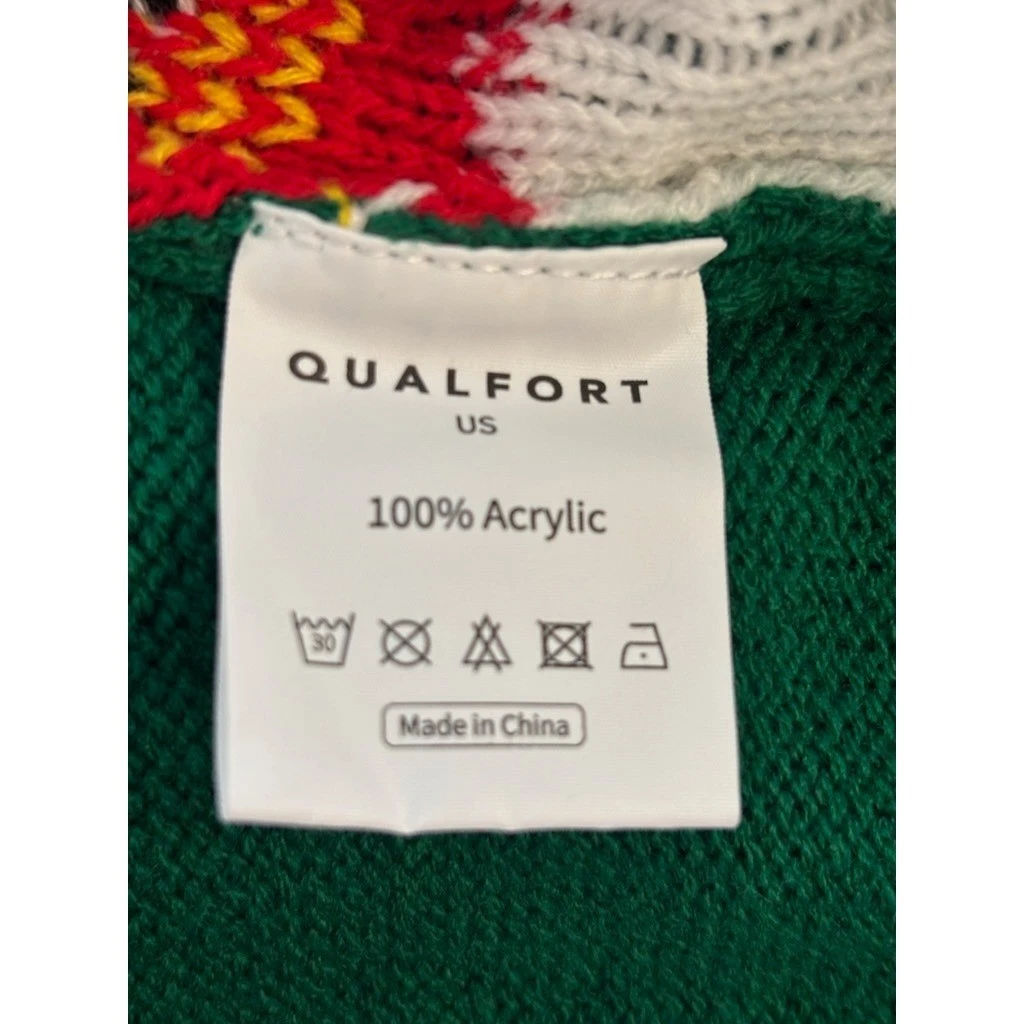 QUALFORT
US
100% Acrylic
30
Made in China